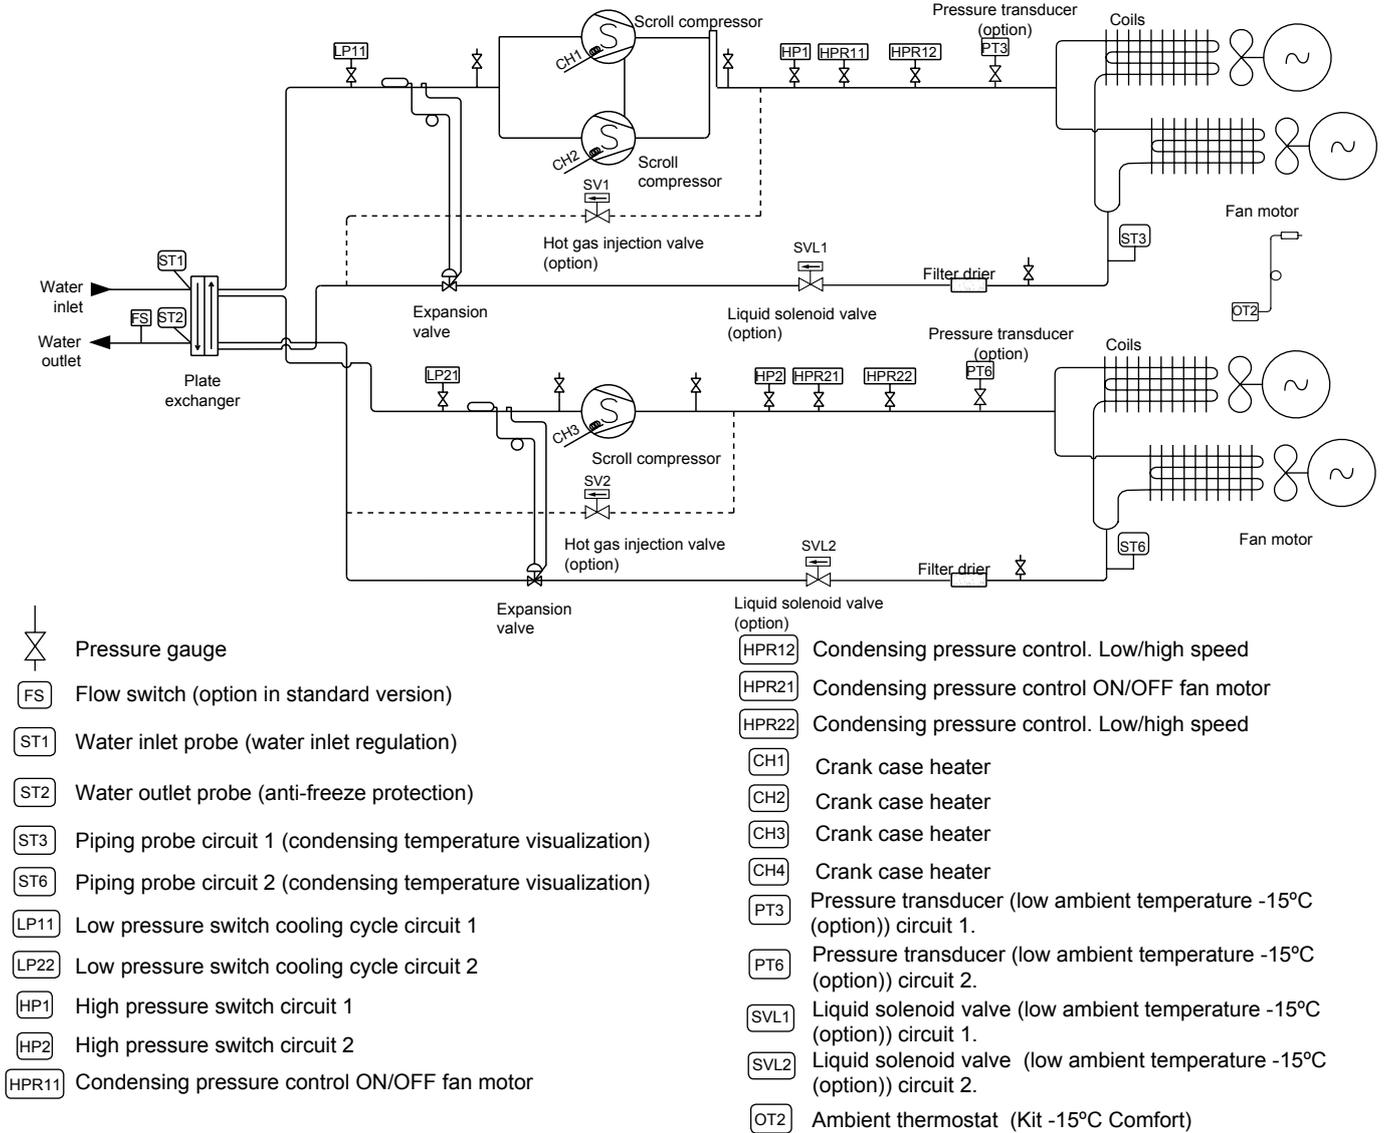 Scroll compressor
Pressure transducer
(option)
Coils
LP11
CH1
HP1
HPR11
HPR12
PT3
CH2
Scroll
compressor
SV1
Fan motor
Hot gas injection valve
(option)
SVL1
ST3
ST1
Filter drier
Water
inlet
Expansion
valve
Liquid solenoid valve
(option)
OT2
FS
ST2
Water
outlet
Pressure transducer
(option)
Coils
Plate
exchanger
LP21
HP2
HPR21
HPR22
PT6
CH3
Scroll compressor
SV2
Hot gas injection valve
(option)
SVL2
ST6
Fan motor
Filter drier
Expansion
valve
Liquid solenoid valve
(option)
Pressure gauge
FS Flow switch (option in standard version)
ST1 Water inlet probe (water inlet regulation)
ST2 Water outlet probe (anti-freeze protection)
ST3 Piping probe circuit 1 (condensing temperature visualization)
ST6 Piping probe circuit 2 (condensing temperature visualization)
LP11 Low pressure switch cooling cycle circuit 1
LP22 Low pressure switch cooling cycle circuit 2
HP1 High pressure switch circuit 1
HP2 High pressure switch circuit 2
HPR11 Condensing pressure control ON/OFF fan motor
HPR12 Condensing pressure control. Low/high speed
HPR21 Condensing pressure control ON/OFF fan motor
HPR22 Condensing pressure control. Low/high speed
CH1 Crank case heater
CH2 Crank case heater
CH3 Crank case heater
CH4 Crank case heater
PT3 Pressure transducer (low ambient temperature -15ºC
(option)) circuit 1.
PT6 Pressure transducer (low ambient temperature -15ºC
(option)) circuit 2.
SVL1 Liquid solenoid valve (low ambient temperature -15ºC
(option)) circuit 1.
SVL2 Liquid solenoid valve (low ambient temperature -15ºC
(option)) circuit 2.
OT2 Ambient thermostat (Kit -15ºC Comfort)